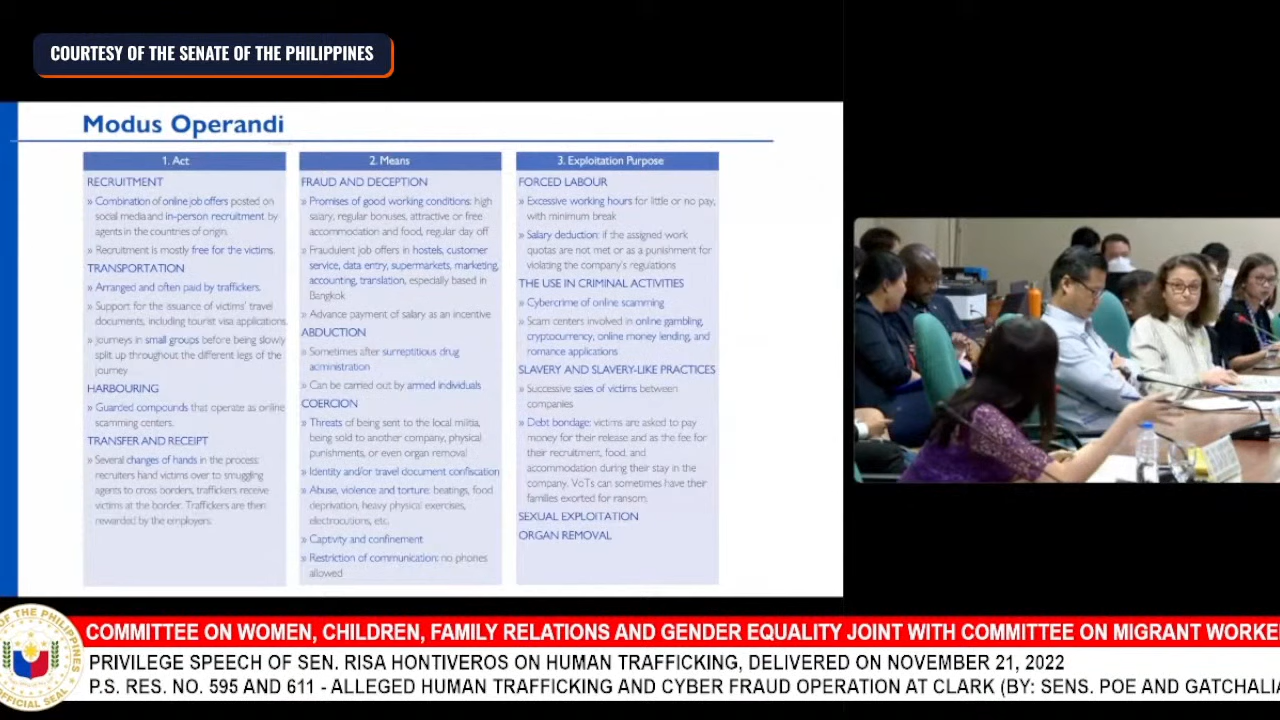 COURTESY OF THE SENATE OF THE PHILIPPINES
Modus Operandi
1. Act
RECRUITMENT
» Combination of online job offers posted on
social media and in-person recruitment by
agents in the countries of origin.
» Recruitment is mostly free for the victims.
TRANSPORTATION
» Arranged and often paid by traffickers.
» Support for the issuance of victims' travel
documents, including tourist visa applications.
» Journeys in small groups before being slowly
split up throughout the different legs of the
journey
HARBOURING
» Guarded compounds that operate as online
scamming centers.
TRANSFER AND RECEIPT
» Several changes of hands in the process:
recruiters hand victims over to smuggling
agents to cross borders, traffickers receive
victims at the border. Traffickers are then
rewarded by the employers.
2. Means
FRAUD AND DECEPTION
» Promises of good working conditions: high
salary, regular bonuses, attractive or free
accommodation and food, regular day off
» Fraudulent job offers in hostels, customer
service, data entry, supermarkets, marketing,
accounting, translation, especially based in
Bangkok
» Advance payment of salary as an incentive
ABDUCTION
» Sometimes after surreptitious drug
administration
» Can be carried out by armed individuals
COERCION
» Threats of being sent to the local militia,
being sold to another company, physical
punishments, or even organ removal
» Identity and/or travel document confiscation
» Abuse, violence and torture: beatings, food
deprivation, heavy physical exercises,
electrocutions, etc.
» Captivity and confinement
» Restriction of communication: no phones
allowed
3. Exploitation Purpose
FORCED LABOUR
» Excessive working hours for little or no pay,
with minimum break
» Salary deduction: if the assigned work
quotas are not met or as a punishment for
violating the company's regulations
THE USE IN CRIMINAL ACTIVITIES
» Cybercrime of online scamming
» Scam centers involved in online gambling,
cryptocurrency, online money lending, and
romance applications
SLAVERY AND SLAVERY-LIKE PRACTICES
» Successive sales of victims between
companies
» Debt bondage: victims are asked to pay
money for their release and as the fee for
their recruitment, food, and
accommodation during their stay in the
company. VoTs can sometimes have their
families exorted for ransom.
SEXUAL EXPLOITATION
ORGAN REMOVAL
COMMITTEE ON WOMEN, CHILDREN, FAMILY RELATIONS AND GENDER EQUALITY JOINT WITH COMMITTEE ON MIGRANT WORKE
PRIVILEGE SPEECH OF SEN. RISA HONTIVEROS ON HUMAN TRAFFICKING, DELIVERED ON NOVEMBER 21, 2022
P.S. RES. NO. 595 AND 611 - ALLEGED HUMAN TRAFFICKING AND CYBER FRAUD OPERATION AT CLARK (BY: SENS. POE AND GATCHALIA
OF THE PHILIPPINES
OFFICIAL SEAL